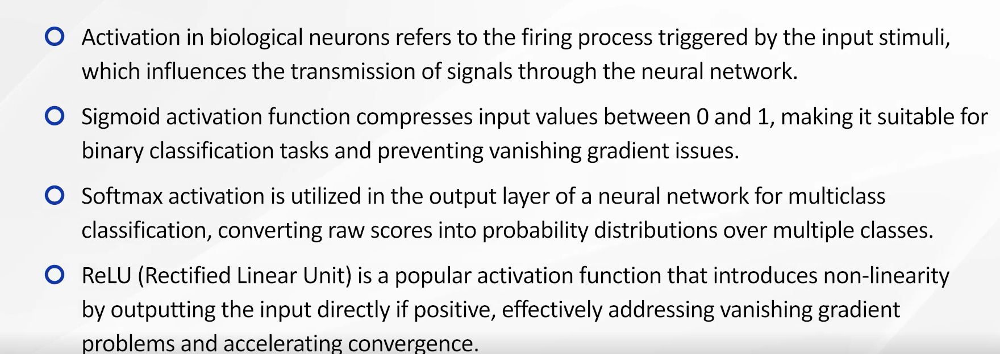 Activation in biological neurons refers to the firing process triggered by the input stimuli,
which influences the transmission of signals through the neural network.
Sigmoid activation function compresses input values between 0 and 1, making it suitable for
binary classification tasks and preventing vanishing gradient issues.
Softmax activation is utilized in the output layer of a neural network for multiclass
classification, converting raw scores into probability distributions over multiple classes.
ReLU (Rectified Linear Unit) is a popular activation function that introduces non-linearity
by outputting the input directly if positive, effectively addressing vanishing gradient
problems and accelerating convergence.